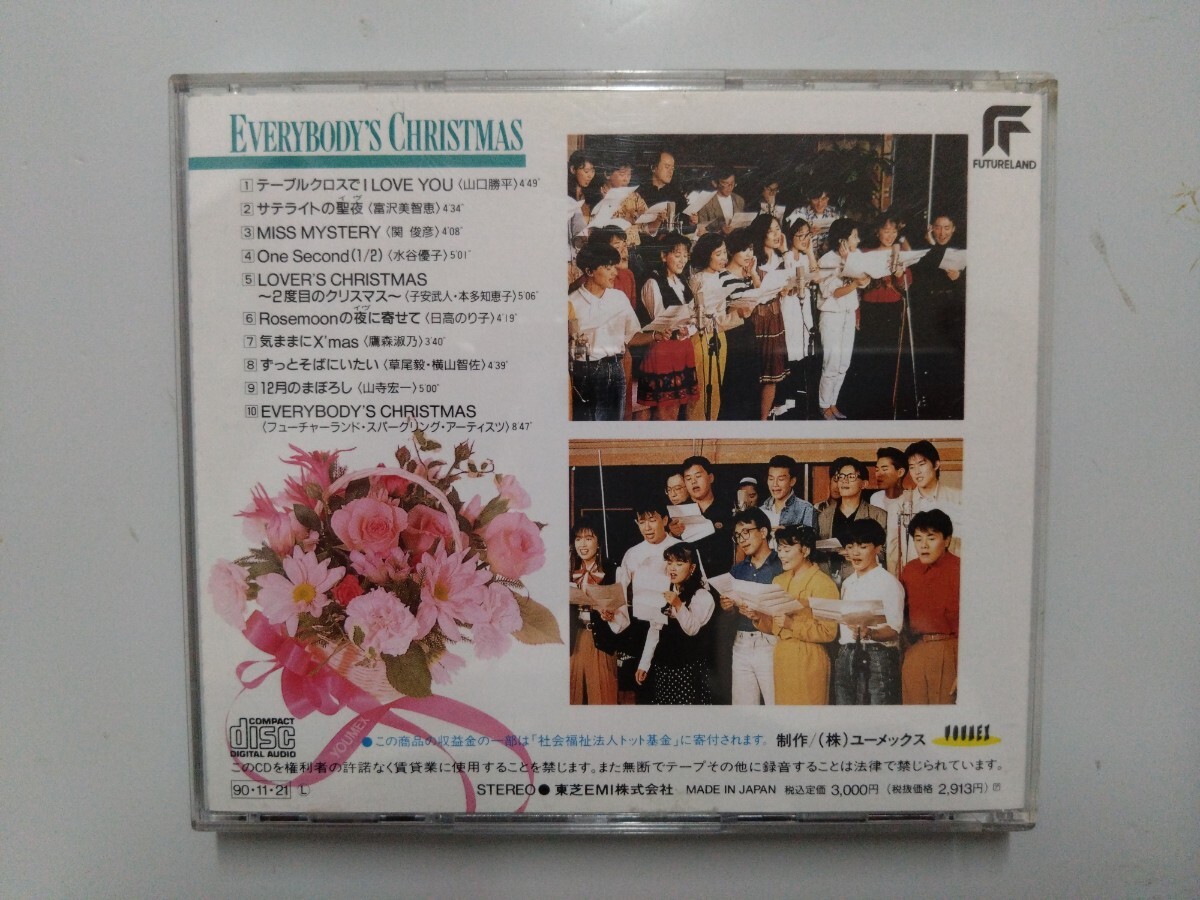 EVERYBODY'S CHRISTMAS
FUTURELAND
1 テーブルクロスで I LOVE YOU〈山口勝平〉4'49"
イヴ
2 サテライトの聖夜〈富沢美智恵〉4'34"
3 MISS MYSTERY〈関 俊彦〉4'08"
4 One Second(1/2)〈水谷優子〉5'01"
5 LOVER'S CHRISTMAS
〜2度目のクリスマス〜〈子安武人・本多知恵子〉5'06"
イヴ
6 Rosemoonの夜に寄せて〈日高のり子〉4'19"
7 気ままにX'mas〈鷹森淑乃〉3'40"
8 ずっとそばにいたい〈草尾毅・横山智佐〉4'39"
9 12月のまぼろし〈山寺宏一〉5'00"
10 EVERYBODY'S CHRISTMAS
〈フューチャーランド・スパークリング・アーティスツ〉8'47"
YOUMEX
COMPACT
disc
DIGITAL AUDIO
●この商品の収益金の一部は「社会福祉法人トット基金」に寄付されます。 制作/(株)ユーメックス YOUMEX
このCDを権利者の許諾なく賃貸業に使用することを禁じます。また無断でテープその他に録音することは法律で禁じられています。
90・11・21 Ⓛ STEREO● 東芝EMI株式会社 MADE IN JAPAN 税込定価 3,000円(税抜価格 2,913円)